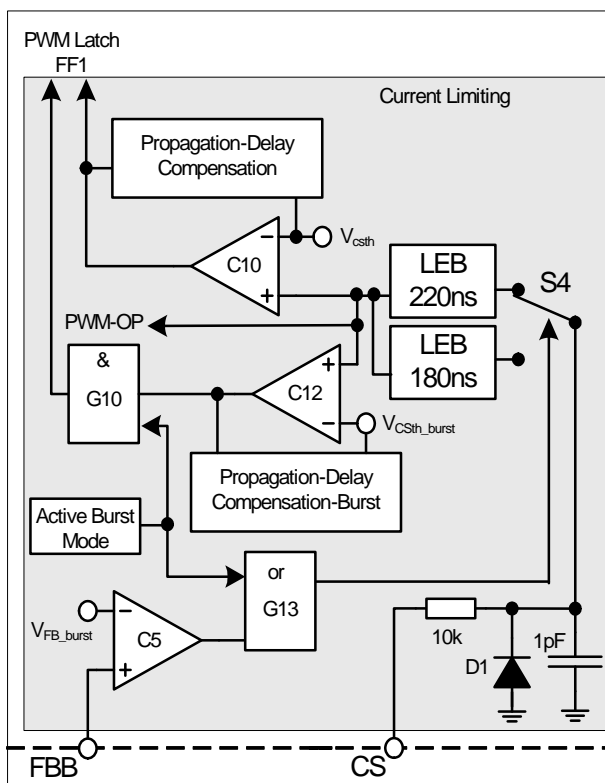 PWM Latch
FF1
Current Limiting
Propagation-Delay
Compensation
Vcsth
C10
LEB
220ns
S4
PWM-OP
LEB
180ns
&
G10
C12
VCSth_burst
Propagation-Delay
Compensation-Burst
Active Burst
Mode
or
G13
VFB_burst
C5
10k
D1
1pF
FBB
CS